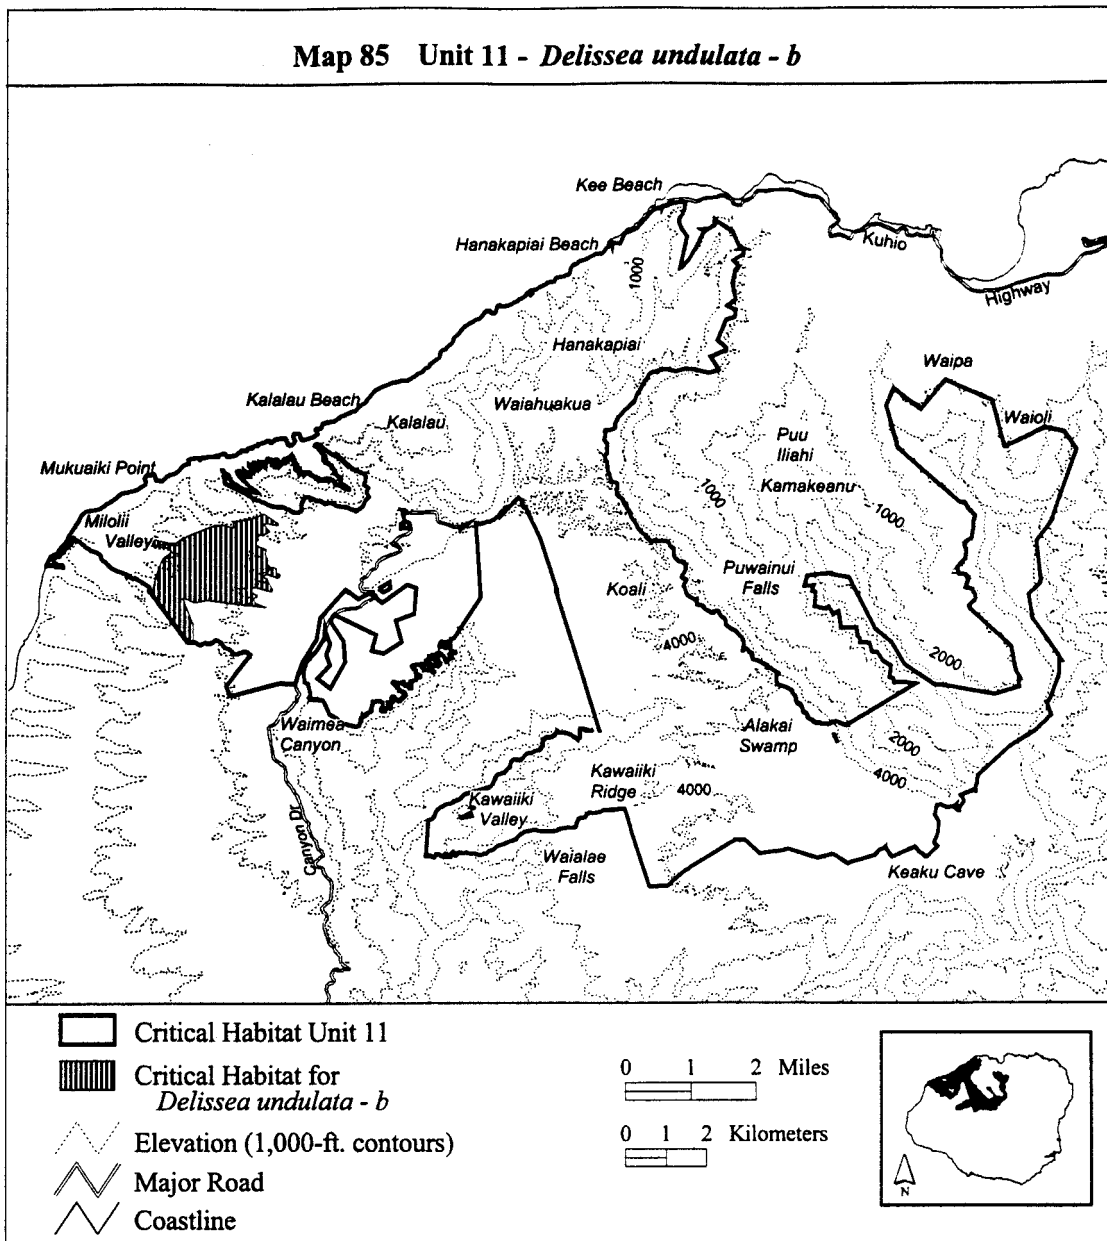 Map 85 Unit 11 - Delissea undulata - b
Kee Beach
Hanakapiai Beach
Kuhio
Highway
1000
Hanakapiai
Waipa
Kalalau Beach
Waiahuakua
Kalalau
Waioli
Mukuaiki Point
Puu
Iliahi
Kamakeanu
1000
1000
Milolii
Valley
Puwainui
Falls
Koali
4000
2000
Waimea
Canyon
Alakai
Swamp
2000
4000
Kawaiiki
Ridge
4000
Kawaiiki
Valley
Canyon Dr
Waialae
Falls
Keaku Cave
Critical Habitat Unit 11
Critical Habitat for
Delissea undulata - b
Elevation (1,000-ft. contours)
Major Road
Coastline
0 1 2 Miles
0 1 2 Kilometers
N